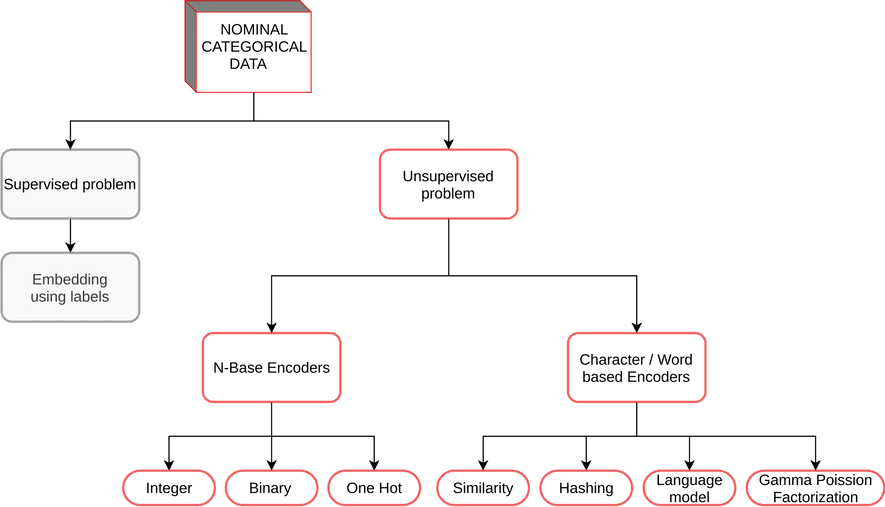 NOMINAL
CATEGORICAL
DATA
Supervised problem
Unsupervised
problem
Embedding
using labels
N-Base Encoders
Character / Word
based Encoders
Integer
Binary
One Hot
Similarity
Hashing
Language
model
Gamma Poission
Factorization